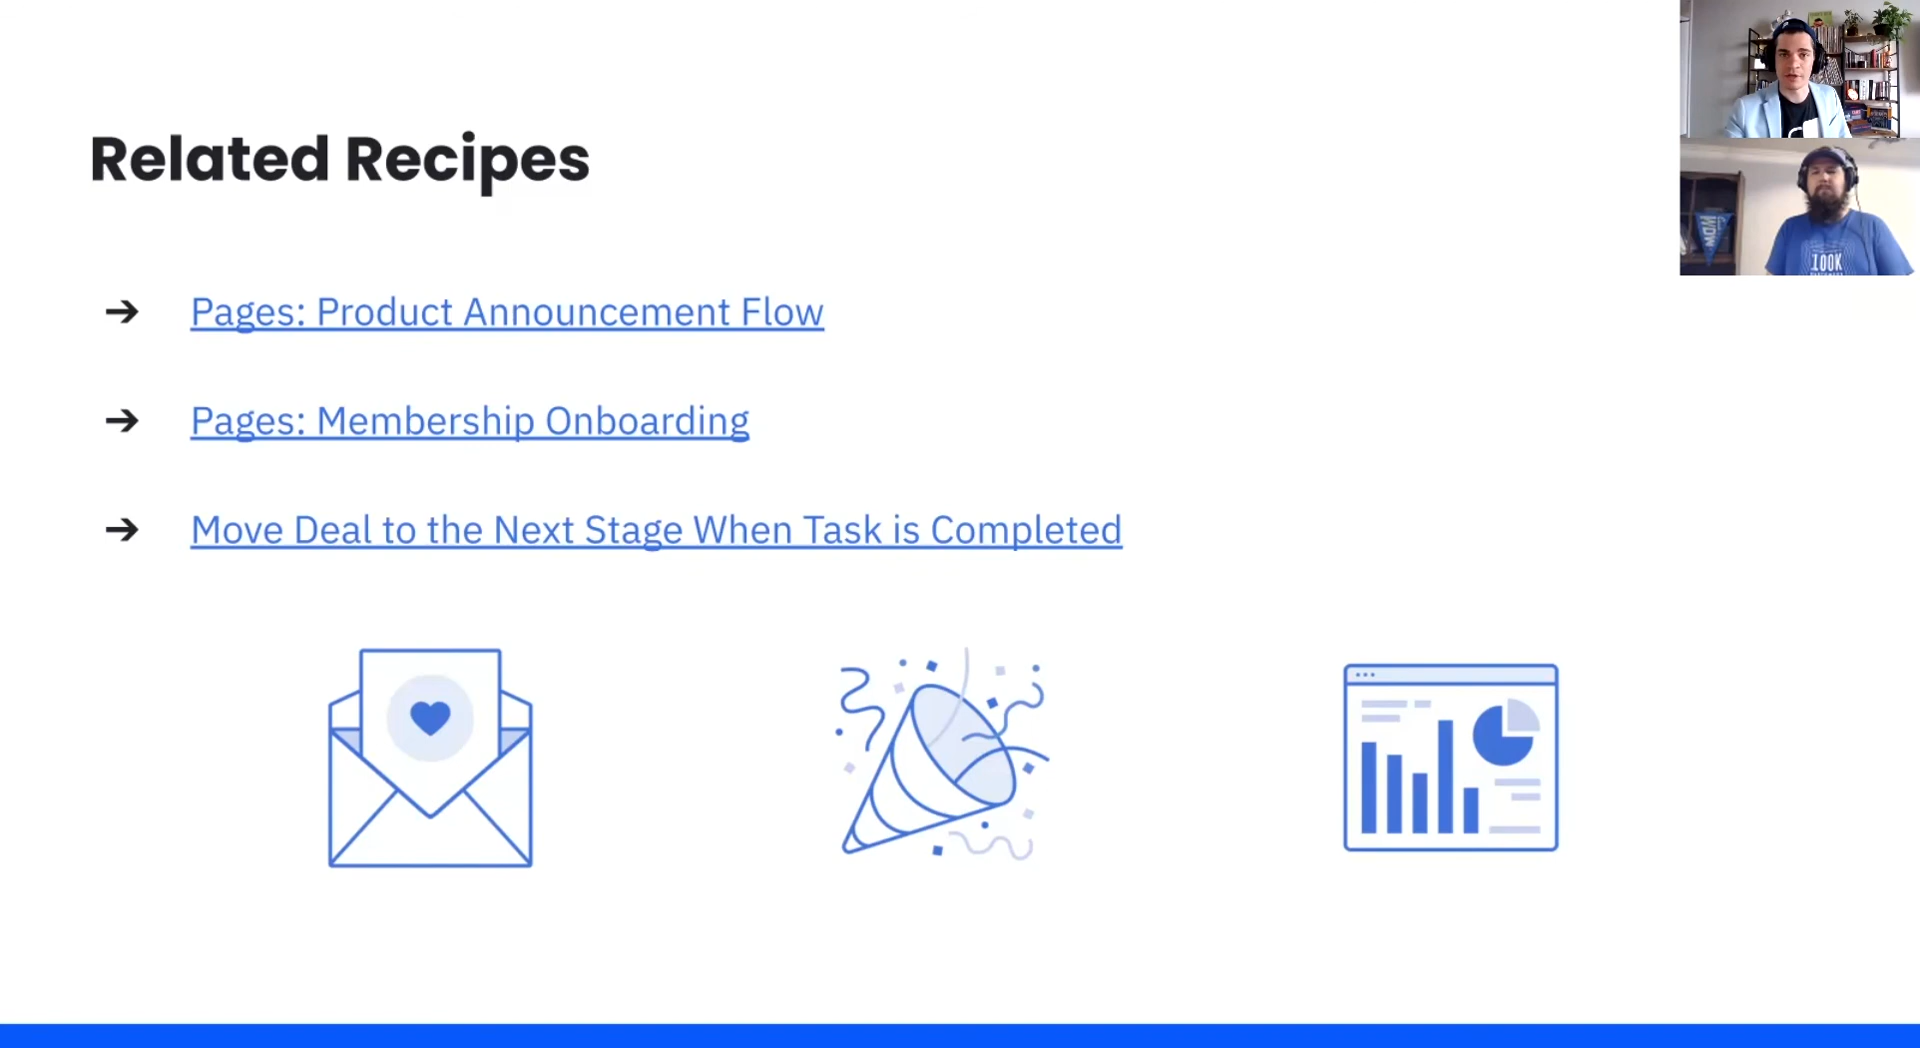 Related Recipes
→ Pages: Product Announcement Flow
→ Pages: Membership Onboarding
→ Move Deal to the Next Stage When Task is Completed
WOW
100K